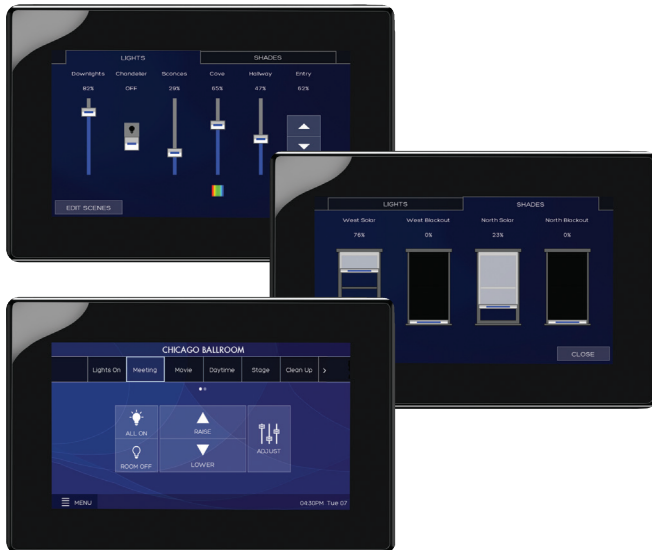 LIGHTS SHADES
Downlights Chandelier Sconces Cove Hallway Entry
82% OFF 29% 65% 47% 62%
EDIT SCENES
LIGHTS SHADES
West Solar West Blackout North Solar North Blackout
76% 0% 23% 0%
CLOSE
CHICAGO BALLROOM
Lights On Meeting Movie Daytime Stage Clean Up >
ALL ON RAISE ADJUST
ROOM OFF LOWER
MENU 04:30PM Tue 07